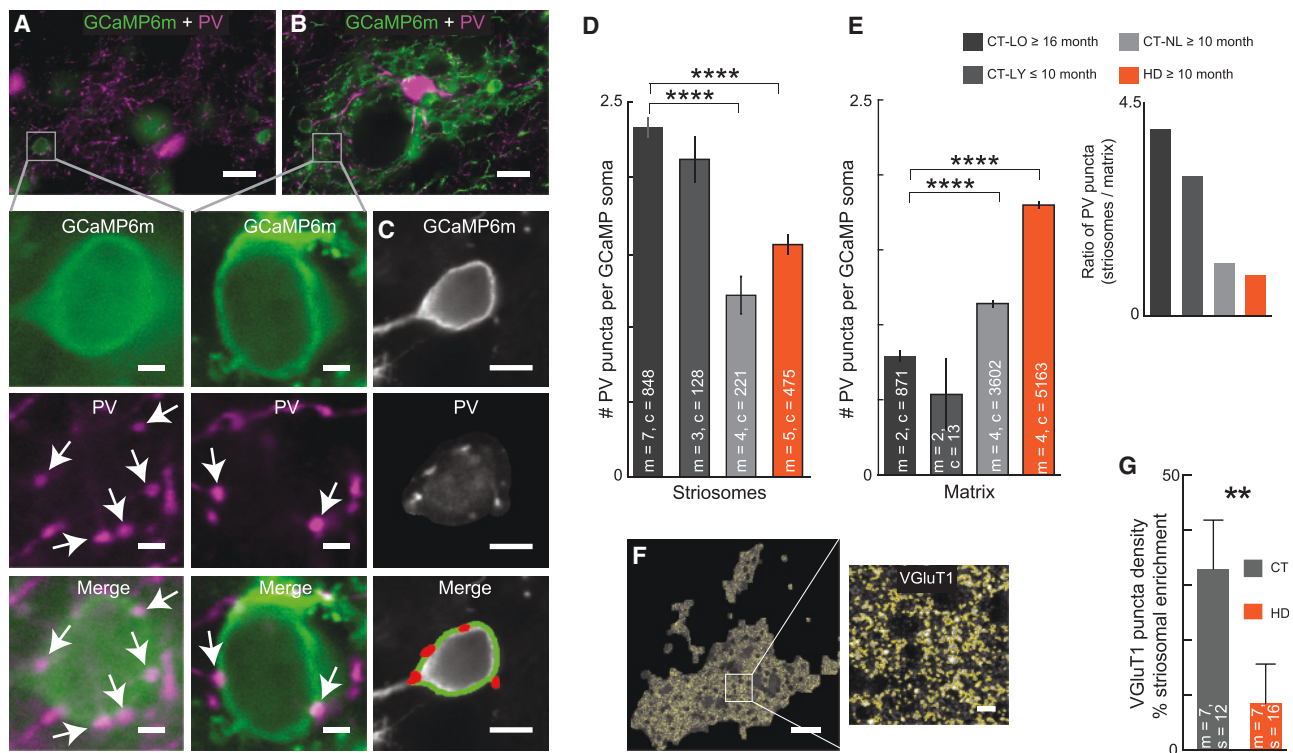 A
GCaMP6m + PV
B
GCaMP6m + PV
GCaMP6m
GCaMP6m
C
GCaMP6m
PV
PV
PV
Merge
Merge
Merge
D
****
****
2.5
# PV puncta per GCaMP soma
0
m = 7, c = 848
m = 3, c = 128
m = 4, c = 221
m = 5, c = 475
Striosomes
E
CT-LO ≥ 16 month
CT-NL ≥ 10 month
CT-LY ≤ 10 month
HD ≥ 10 month
2.5
****
****
# PV puncta per GCaMP soma
0
m = 2, c = 871
m = 2,
c = 13
m = 4, c = 3602
m = 4, c = 5163
Matrix
4.5
Ratio of PV puncta
(striosomes / matrix)
0
F
VGluT1
G
50
**
CT
HD
VGluT1 puncta density
% striosomal enrichment
0
m = 7,
s = 12
m = 7,
s = 16